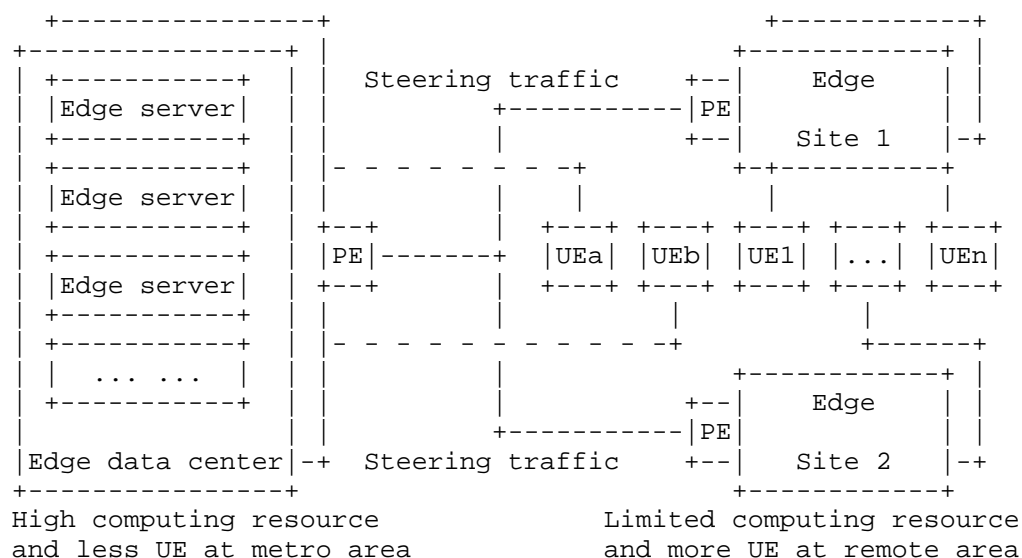 Steering traffic Edge
Edge server PE
Site 1
Edge server
PE UEa UEb UE1 ... UEn
Edge server
... ...
Edge
PE
Edge data center Steering traffic Site 2
High computing resource Limited computing resource
and less UE at metro area and more UE at remote area